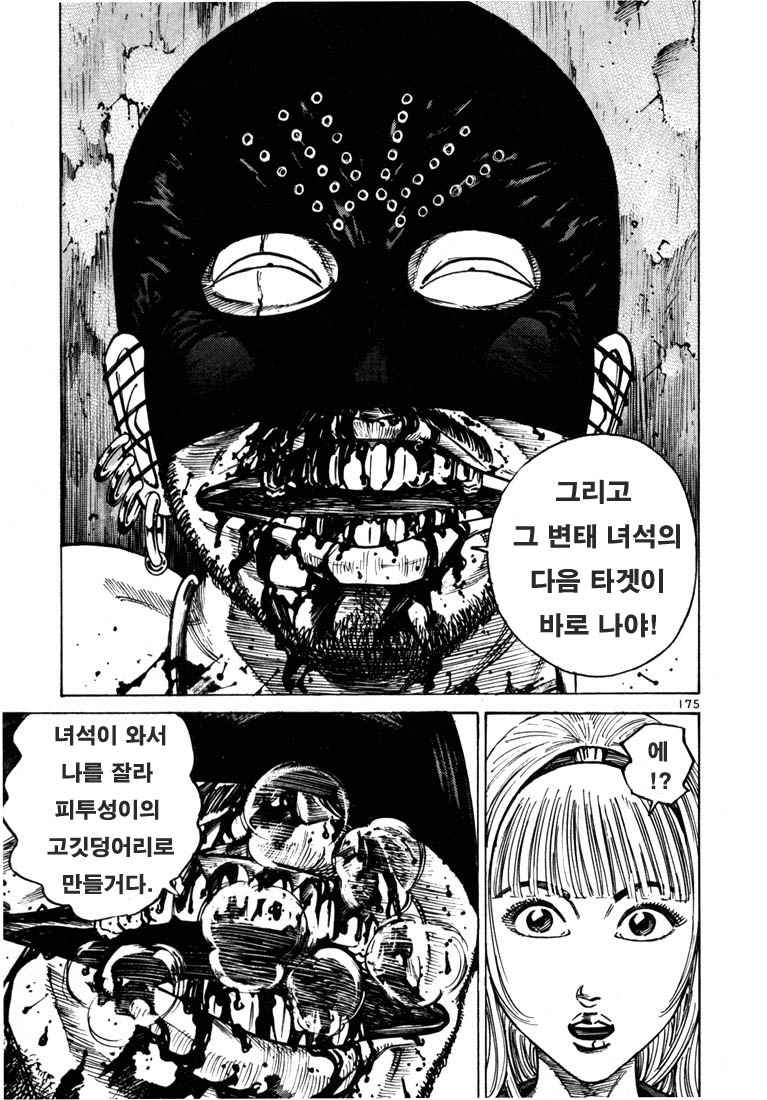 그리고
그 변태 녀석의
다음 타겟이
바로 나야!
175
녀석이 와서
나를 잘라
피투성이의
고깃덩어리로
만들거다.
에
!?